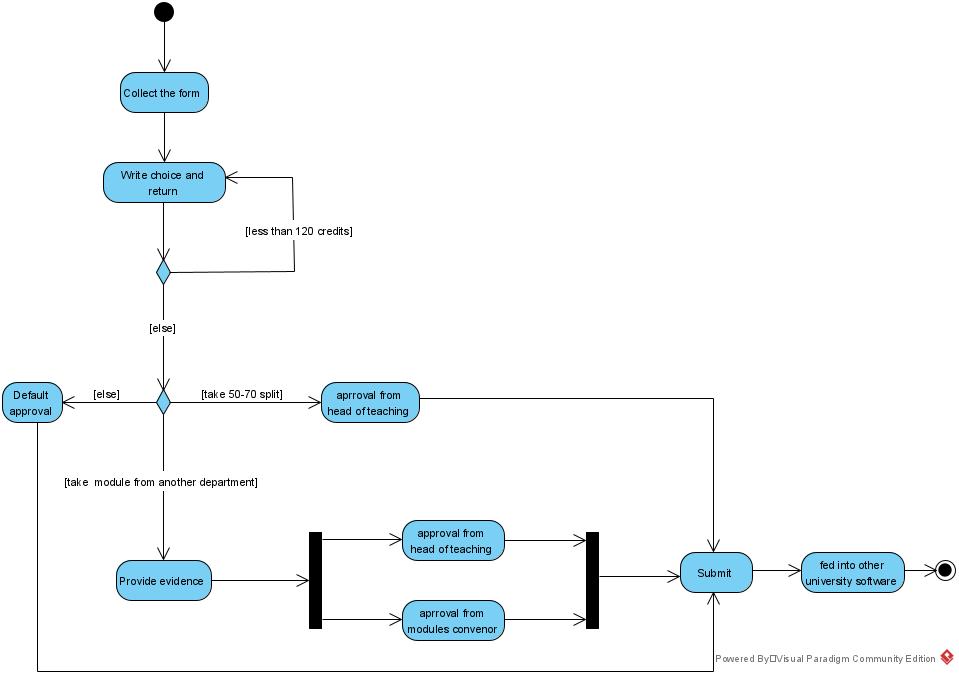 Collect the form
Write choice and
return
[less than 120 credits]
[else]
Default
approval
[else]
[take 50-70 split]
aprroval from
head of teaching
[take  module from another department]
Provide evidence
approval from
head of teaching
aprroval from
modules convenor
Submit
fed into other
university software
Powered By Visual Paradigm Community Edition